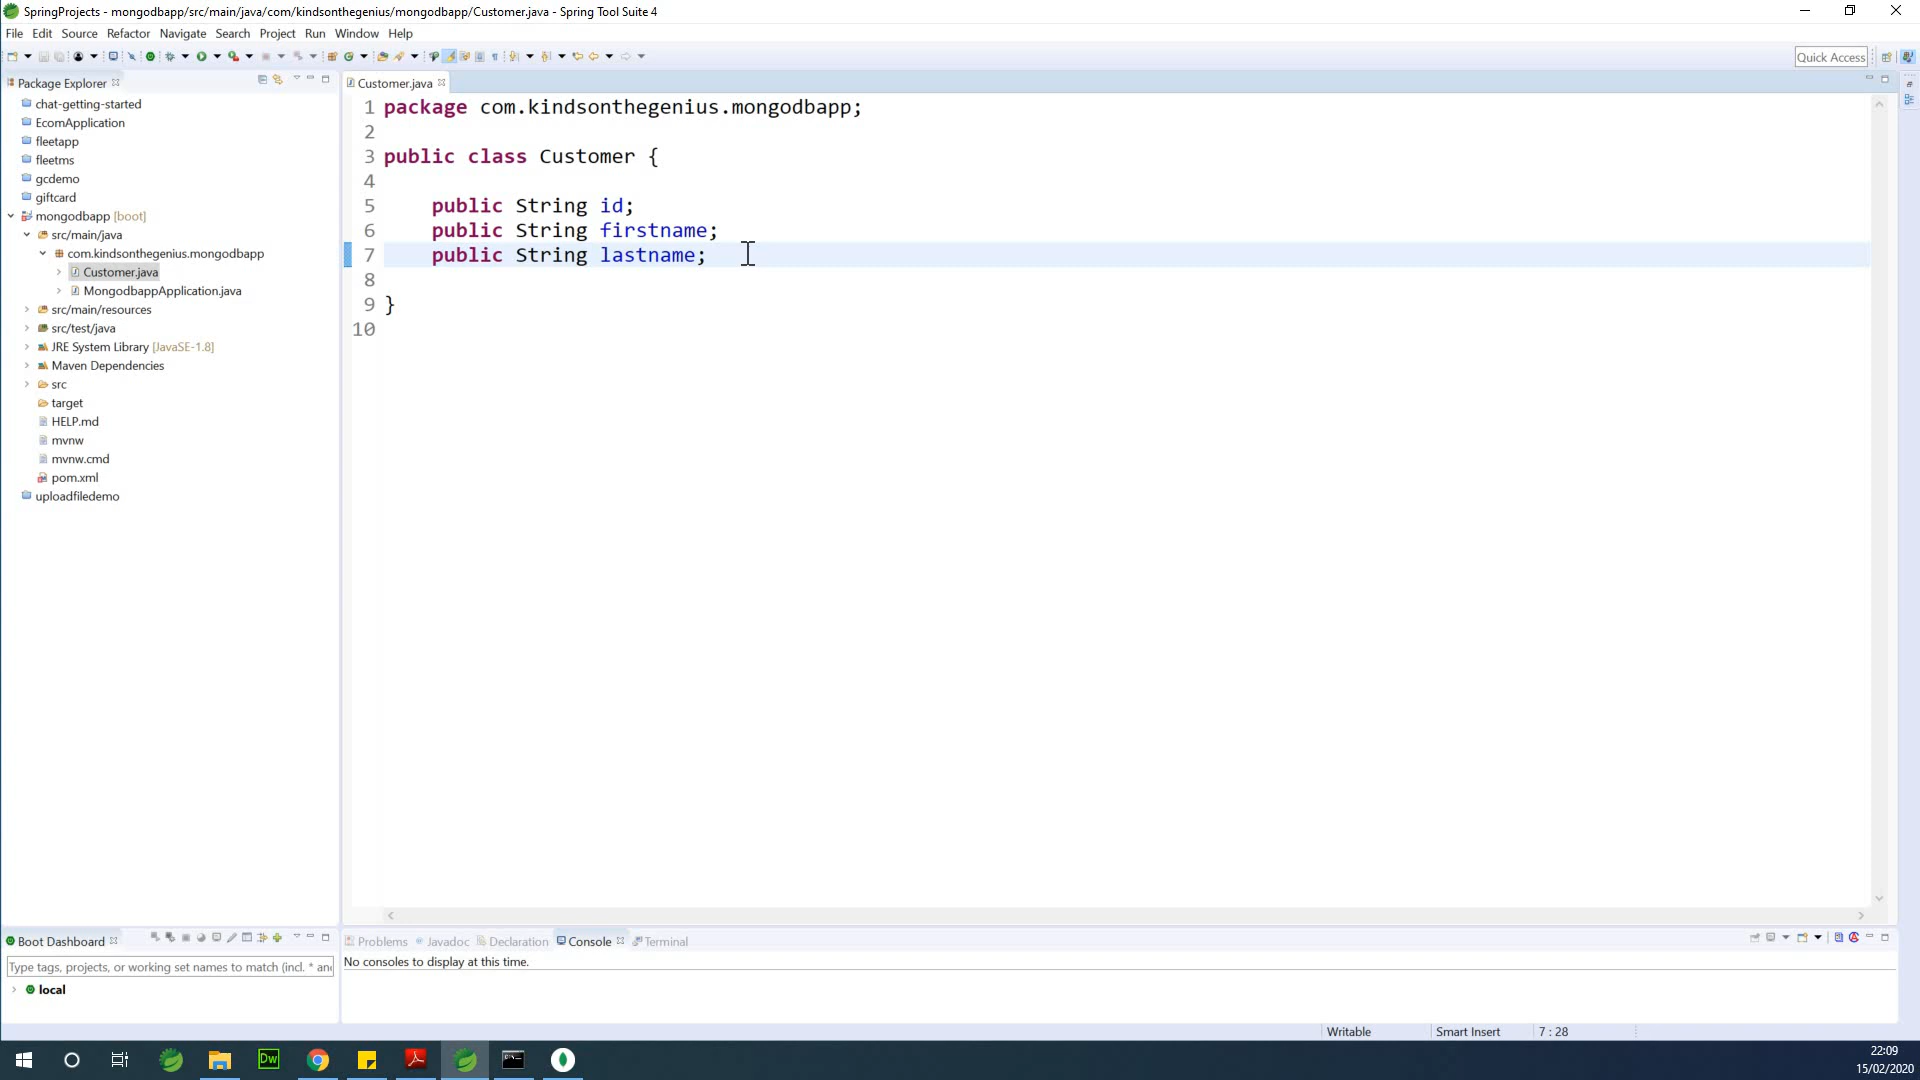 SpringProjects - mongodbapp/src/main/java/com/kindsonthegenius/mongodbapp/Customer.java - Spring Tool Suite 4
File Edit Source Refactor Navigate Search Project Run Window Help
Quick Access
Package Explorer
chat-getting-started
EcomApplication
fleetapp
fleetms
gcdemo
giftcard
mongodbapp [boot]
src/main/java
com.kindsonthegenius.mongodbapp
Customer.java
MongodbappApplication.java
src/main/resources
src/test/java
JRE System Library [JavaSE-1.8]
Maven Dependencies
src
target
HELP.md
mvnw
mvnw.cmd
pom.xml
uploadfiledemo
Customer.java
1 package com.kindsonthegenius.mongodbapp;
2
3 public class Customer {
4
5 public String id;
6 public String firstname;
7 public String lastname;
8
9 }
10
Boot Dashboard
Type tags, projects, or working set names to match (incl. * an
local
Problems Javadoc Declaration Console Terminal
No consoles to display at this time.
Writable Smart Insert 7 : 28
Dw
22:09
15/02/2020